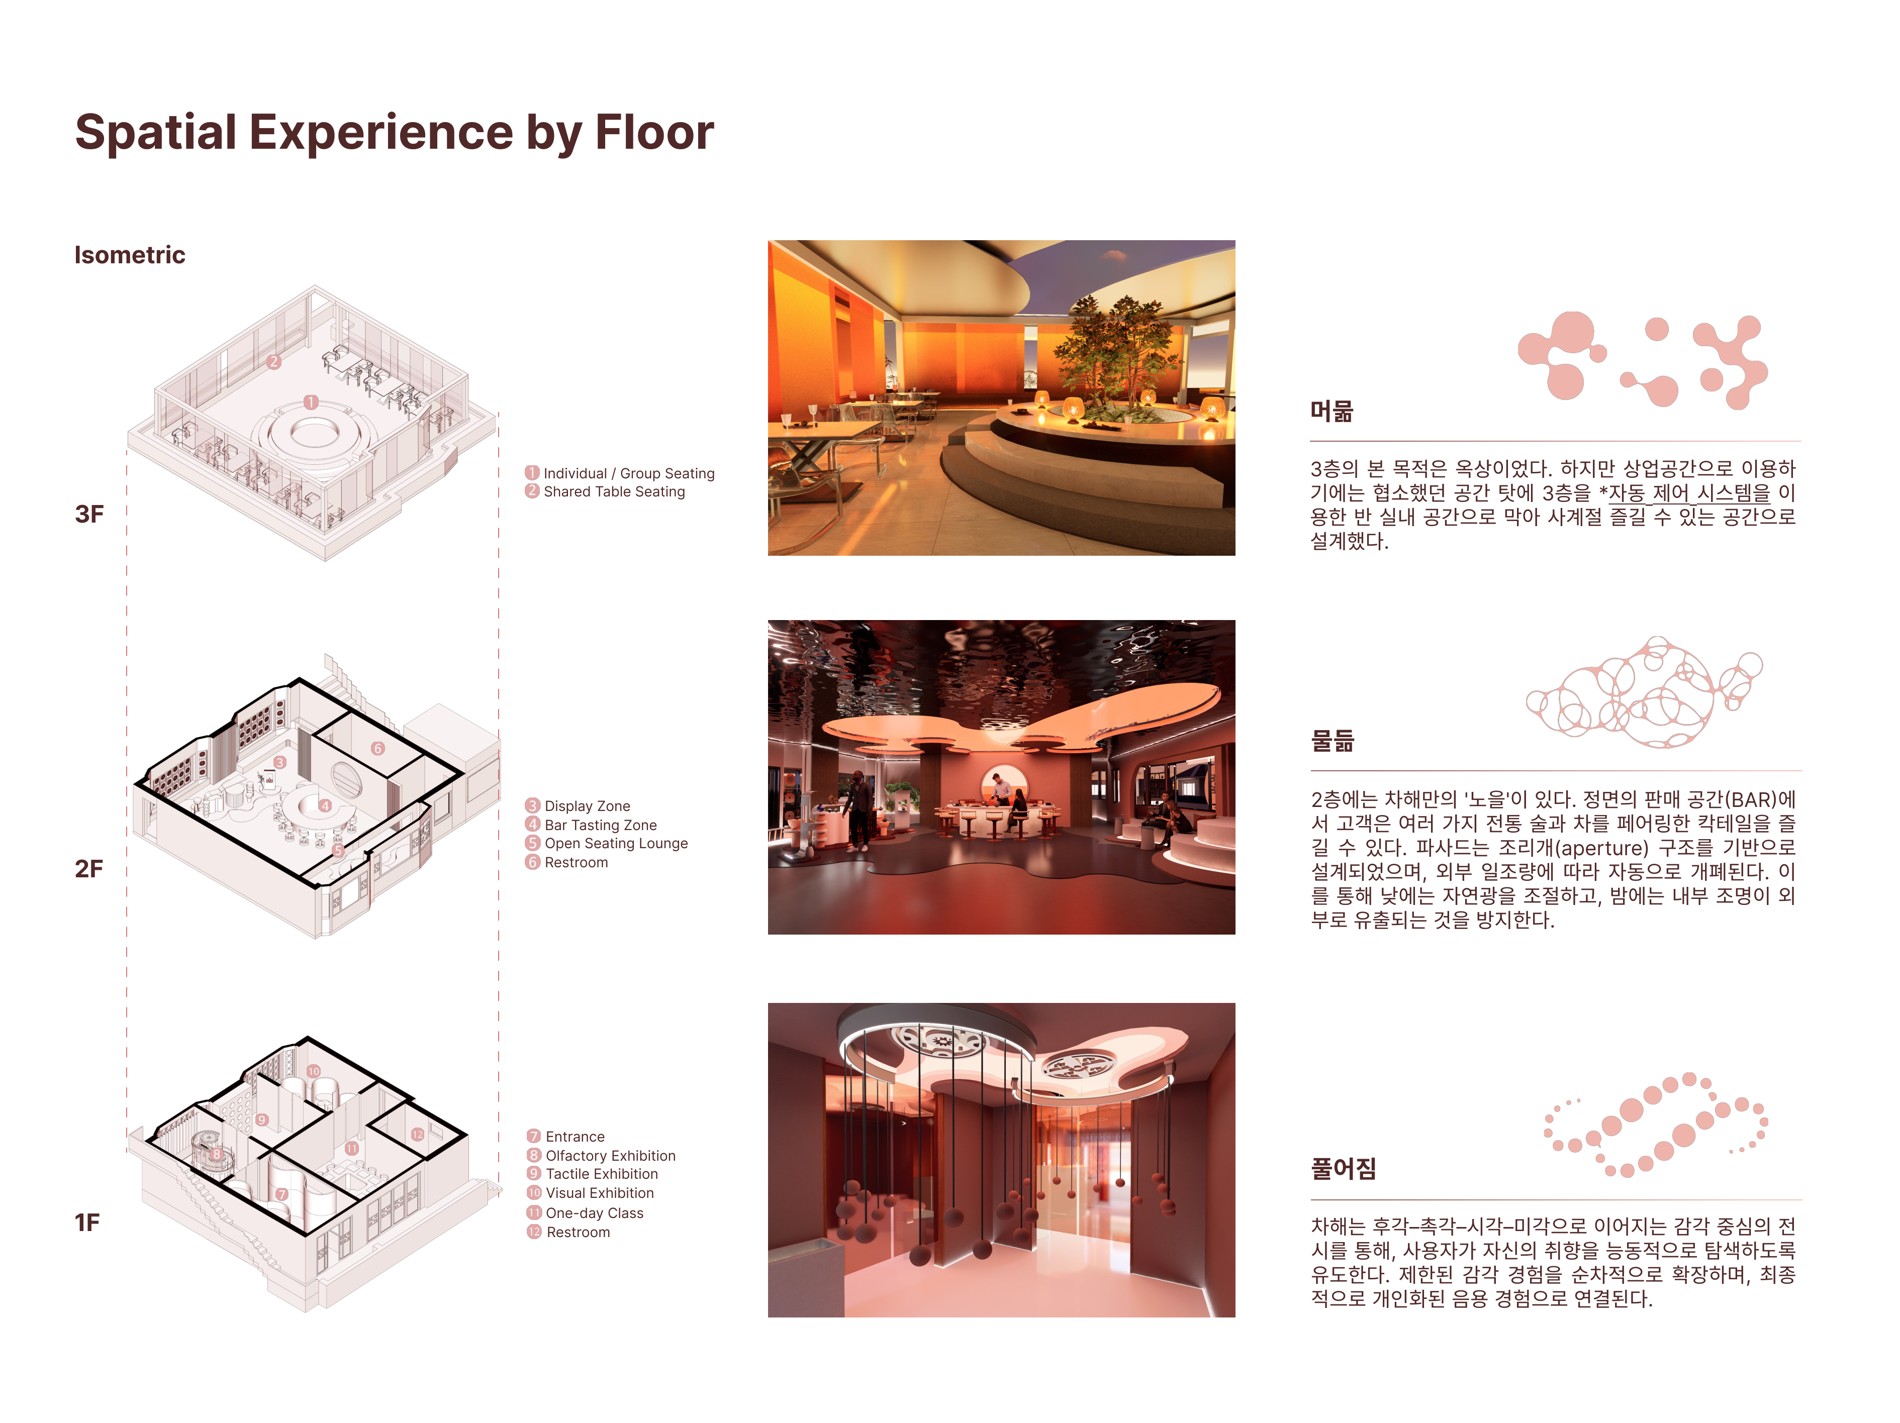 Spatial Experience by Floor
Isometric
3F
1 Individual / Group Seating
2 Shared Table Seating
머묾
3층의 본 목적은 옥상이었다. 하지만 상업공간으로 이용하
기에는 협소했던 공간 탓에 3층을 *자동 제어 시스템을 이
용한 반 실내 공간으로 막아 사계절 즐길 수 있는 공간으로
설계했다.
2F
3 Display Zone
4 Bar Tasting Zone
5 Open Seating Lounge
6 Restroom
물듦
2층에는 차해만의 '노을'이 있다. 정면의 판매 공간(BAR)에
서 고객은 여러 가지 전통 술과 차를 페어링한 칵테일을 즐
길 수 있다. 파사드는 조리개(aperture) 구조를 기반으로
설계되었으며, 외부 일조량에 따라 자동으로 개폐된다. 이
를 통해 낮에는 자연광을 조절하고, 밤에는 내부 조명이 외
부로 유출되는 것을 방지한다.
1F
7 Entrance
8 Olfactory Exhibition
9 Tactile Exhibition
10 Visual Exhibition
11 One-day Class
12 Restroom
풀어짐
차해는 후각–촉각–시각–미각으로 이어지는 감각 중심의 전
시를 통해, 사용자가 자신의 취향을 능동적으로 탐색하도록
유도한다. 제한된 감각 경험을 순차적으로 확장하며, 최종
적으로 개인화된 음용 경험으로 연결된다.
2
1
6
3
4
5
10
9
12
11
8
7